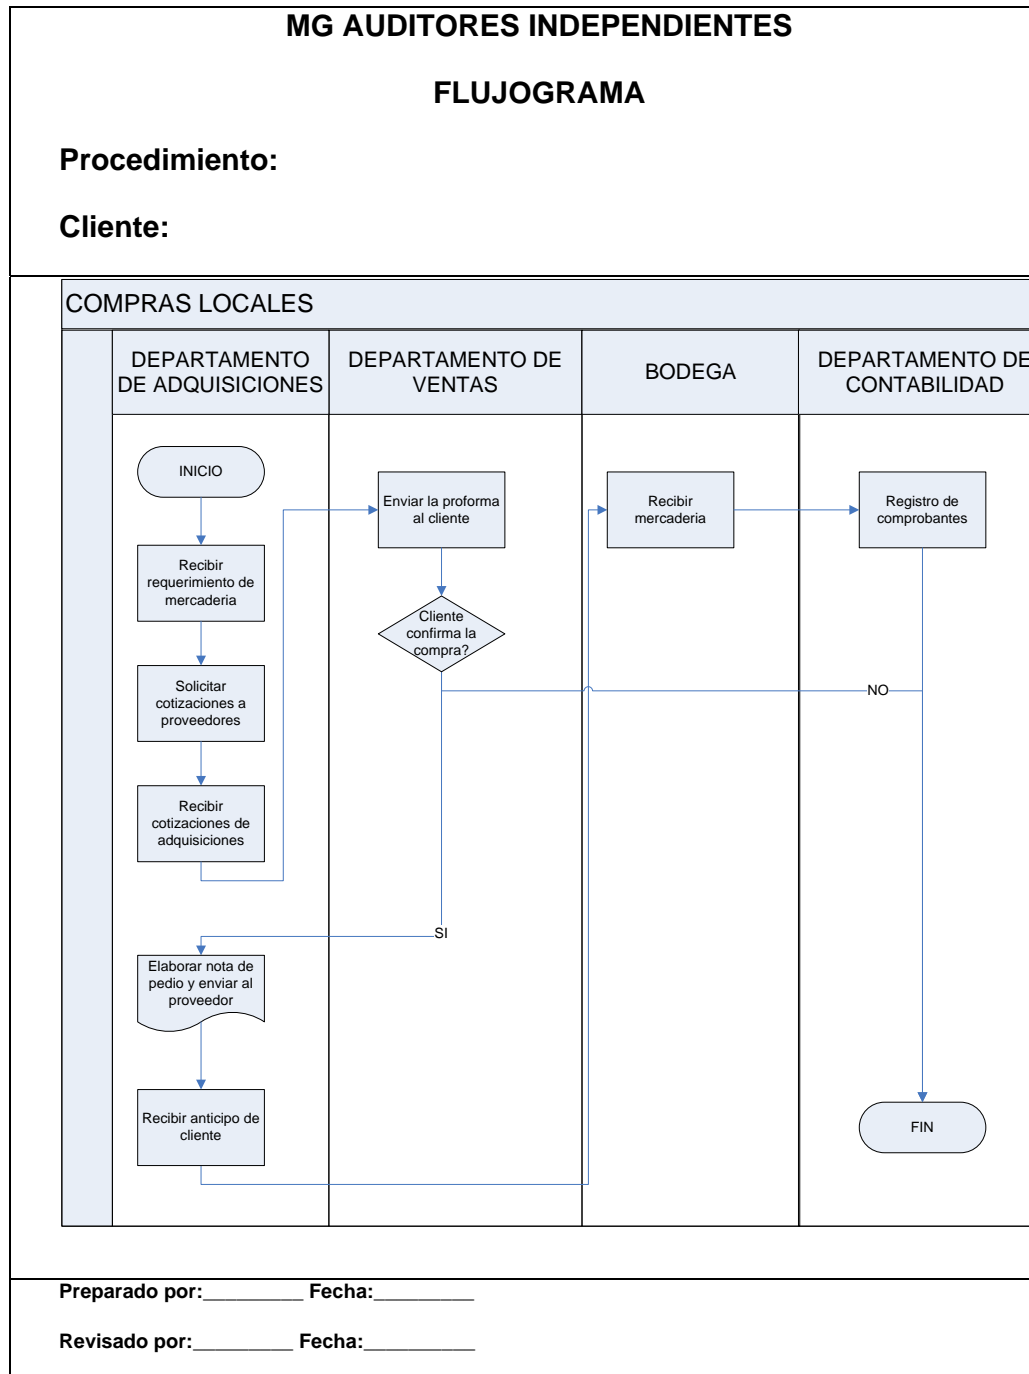 MG AUDITORES INDEPENDIENTES
FLUJOGRAMA
Procedimiento:
Cliente:
COMPRAS LOCALES
DEPARTAMENTO
DE ADQUISICIONES
DEPARTAMENTO DE
VENTAS
BODEGA
DEPARTAMENTO DE
CONTABILIDAD
INICIO
Recibir
requerimiento de
mercaderia
Solicitar
cotizaciones a
proveedores
Recibir
cotizaciones de
adquisiciones
Enviar la proforma
al cliente
Cliente
confirma la
compra?
NO
SI
Elaborar nota de
pedio y enviar al
proveedor
Recibir anticipo de
cliente
Recibir
mercaderia
Registro de
comprobantes
FIN
Preparado por:_________ Fecha:_________
Revisado por:_________ Fecha:__________